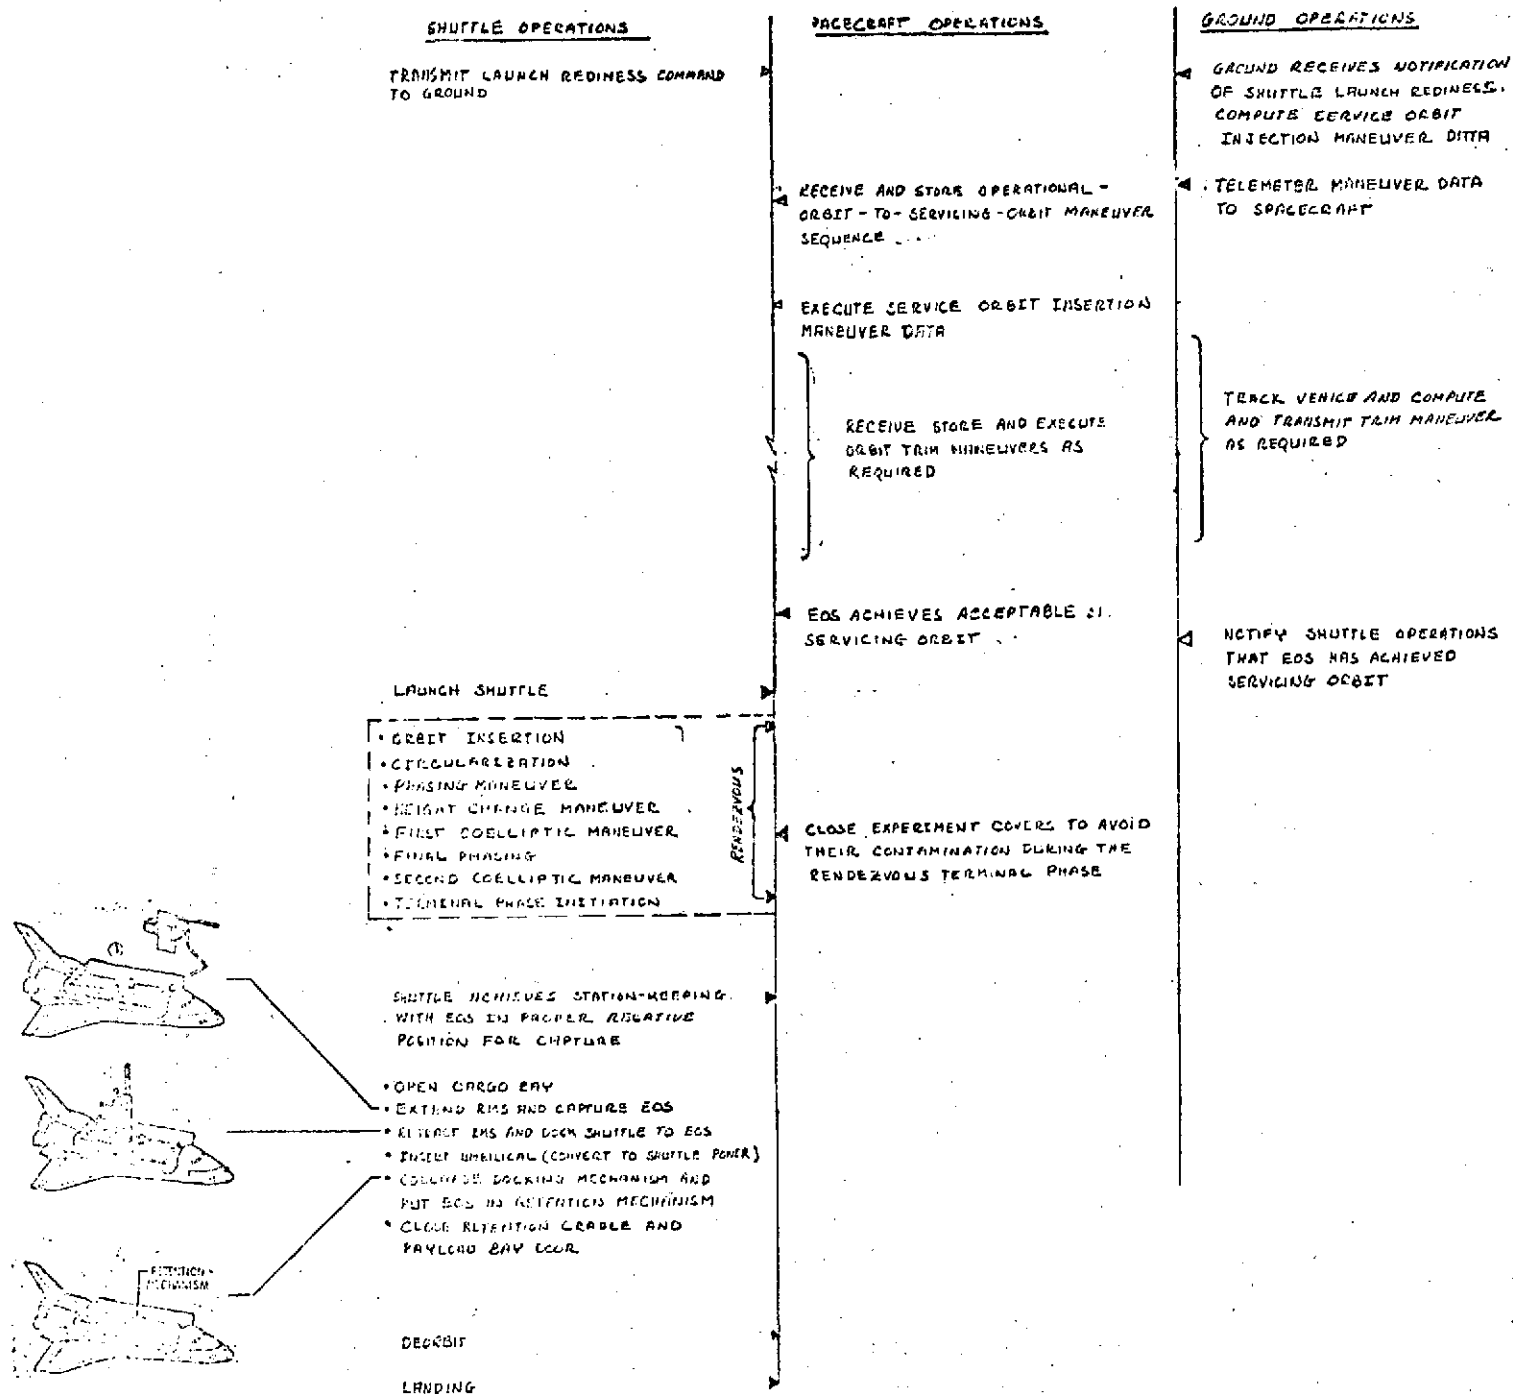 SHUTTLE OPERATIONS
TRANSMIT LAUNCH REDINESS COMMAND
TO GROUND
LAUNCH SHUTTLE
• ORBIT INSERTION
• CIRCULARIZATION
• PHASING MANEUVER
• HEIGHT CHANGE MANEUVER
• FIRST COELLIPTIC MANEUVER
• FINAL PHASING
• SECOND COELLIPTIC MANEUVER
• TERMINAL PHASE INITIATION
RENDEZVOUS
SHUTTLE ACHIEVES STATION-KEEPING
WITH EOS IN PROPER RELATIVE
POSITION FOR CAPTURE
• OPEN CARGO BAY
• EXTEND RMS AND CAPTURE EOS
• RETRACT RMS AND DOCK SHUTTLE TO EOS
• INSERT UMBILICAL (CONVERT TO SHUTTLE POWER)
• COLLAPSE DOCKING MECHANISM AND
PUT EOS IN RETENTION MECHANISM
• CLOSE RETENTION CRADLE AND
PAYLOAD BAY DOOR
RETENTION
MECHANISM
DEORBIT
LANDING
PACECRAFT OPERATIONS
RECEIVE AND STORE OPERATIONAL-
ORBIT-TO-SERVICING-ORBIT MANEUVER
SEQUENCE
EXECUTE SERVICE ORBIT INSERTION
MANEUVER DATA
RECEIVE STORE AND EXECUTE
ORBIT TRIM MANEUVERS AS
REQUIRED
EOS ACHIEVES ACCEPTABLE
SERVICING ORBIT
CLOSE EXPERIMENT COVERS TO AVOID
THEIR CONTAMINATION DURING THE
RENDEZVOUS TERMINAL PHASE
GROUND OPERATIONS
GROUND RECEIVES NOTIFICATION
OF SHUTTLE LAUNCH REDINESS.
COMPUTE SERVICE ORBIT
INJECTION MANEUVER DATA
TELEMETER MANEUVER DATA
TO SPACECRAFT
TRACK VEHICLE AND COMPUTE
AND TRANSMIT TRIM MANEUVER
AS REQUIRED
NOTIFY SHUTTLE OPERATIONS
THAT EOS HAS ACHIEVED
SERVICING ORBIT